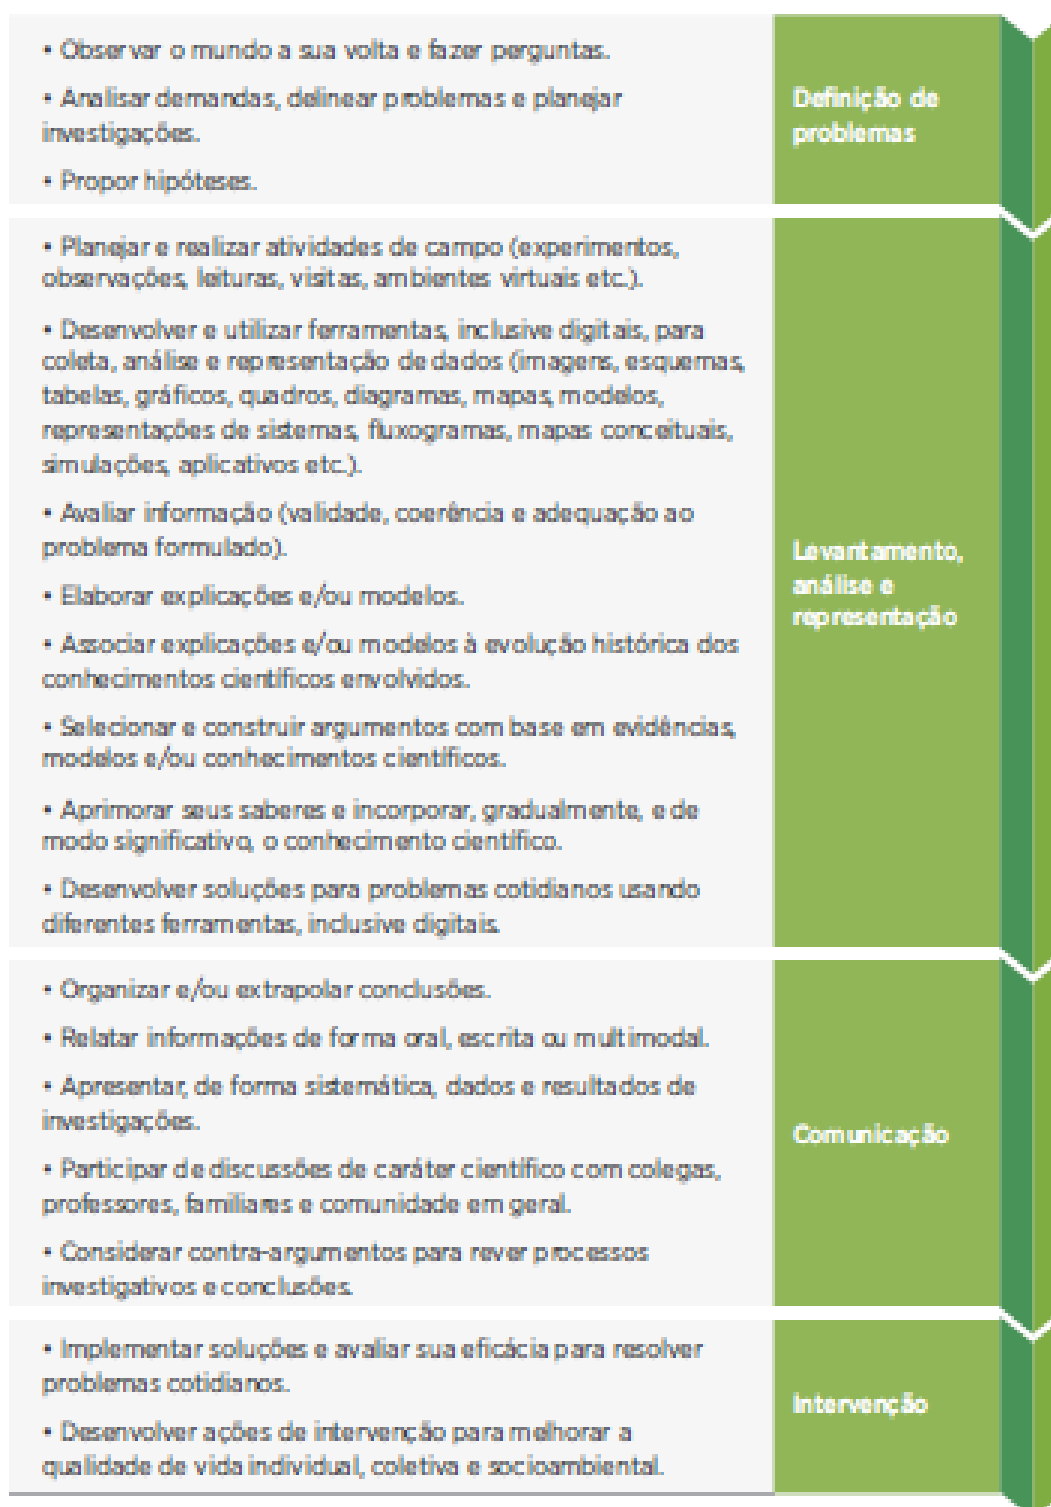 • Observar o mundo a sua volta e fazer perguntas.
• Analisar demandas, delinear problemas e planejar
investigações.
• Propor hipóteses.
Definição de
problemas
• Planejar e realizar atividades de campo (experimentos,
observações, leituras, visitas, ambientes virtuais etc.).
• Desenvolver e utilizar ferramentas, inclusive digitais, para
coleta, análise e representação de dados (imagens, esquemas,
tabelas, gráficos, quadros, diagramas, mapas, modelos,
representações de sistemas, fluxogramas, mapas conceituais,
simulações, aplicativos etc.).
• Avaliar informação (validade, coerência e adequação ao
problema formulado).
• Elaborar explicações e/ou modelos.
• Associar explicações e/ou modelos à evolução histórica dos
conhecimentos científicos envolvidos.
• Selecionar e construir argumentos com base em evidências,
modelos e/ou conhecimentos científicos.
• Aprimorar seus saberes e incorporar, gradualmente, e de
modo significativo, o conhecimento científico.
• Desenvolver soluções para problemas cotidianos usando
diferentes ferramentas, inclusive digitais.
Levantamento,
análise e
representação
• Organizar e/ou extrapolar conclusões.
• Relatar informações de forma oral, escrita ou multimodal.
• Apresentar, de forma sistemática, dados e resultados de
investigações.
• Participar de discussões de caráter científico com colegas,
professores, familiares e comunidade em geral.
• Considerar contra-argumentos para rever processos
investigativos e conclusões.
Comunicação
• Implementar soluções e avaliar sua eficácia para resolver
problemas cotidianos.
• Desenvolver ações de intervenção para melhorar a
qualidade de vida individual, coletiva e socioambiental.
Intervenção